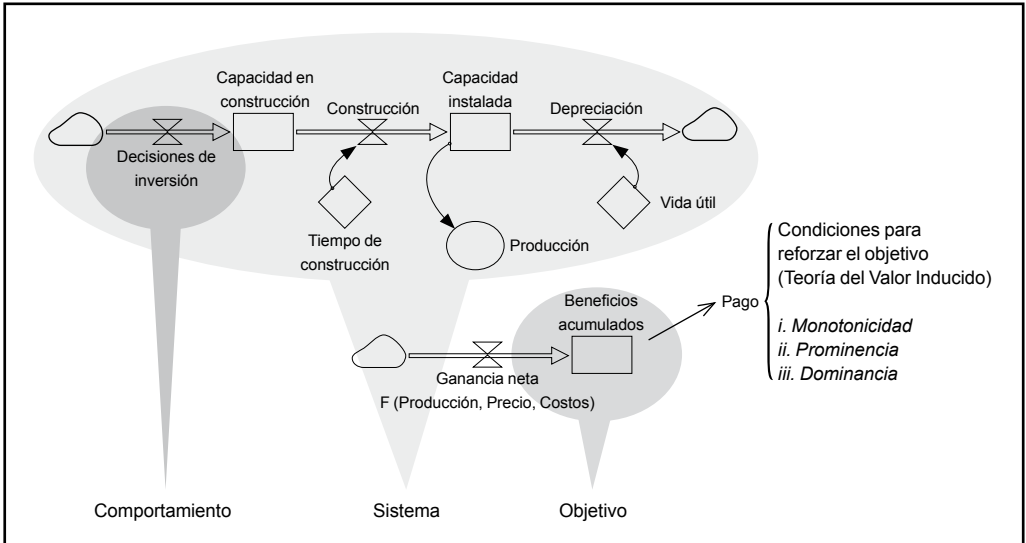 Capacidad en
construcción
Construcción
Capacidad
instalada
Depreciación
Decisiones de
inversión
Tiempo de
construcción
Producción
Vida útil
Condiciones para
reforzar el objetivo
(Teoría del Valor Inducido)
Pago
i. Monotonicidad
ii. Prominencia
iii. Dominancia
Beneficios
acumulados
Ganancia neta
F (Producción, Precio, Costos)
Comportamiento
Sistema
Objetivo